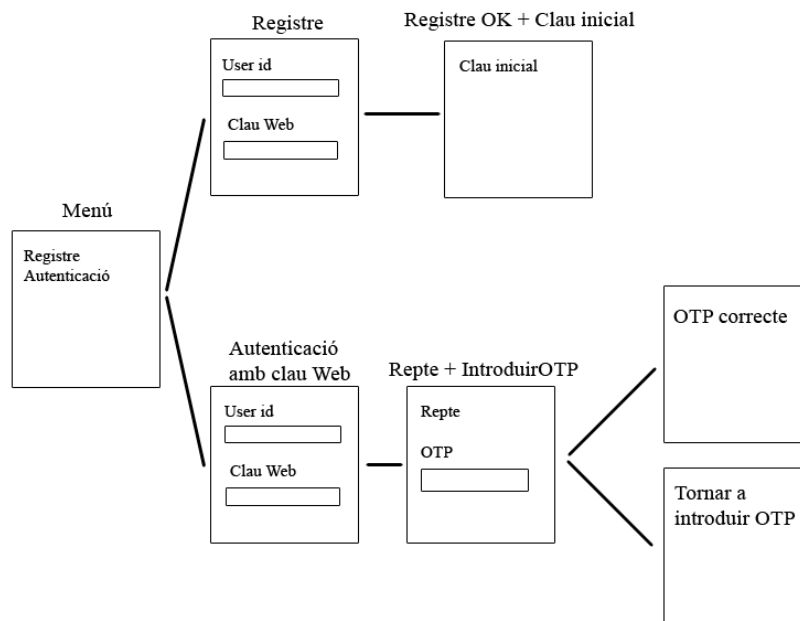 Registre
User id
Clau Web
Registre OK + Clau inicial
Clau inicial
Menú
Registre
Autenticació
Autenticació
amb clau Web
User id
Clau Web
Repte + IntroduirOTP
Repte
OTP
OTP correcte
Tornar a
introduir OTP